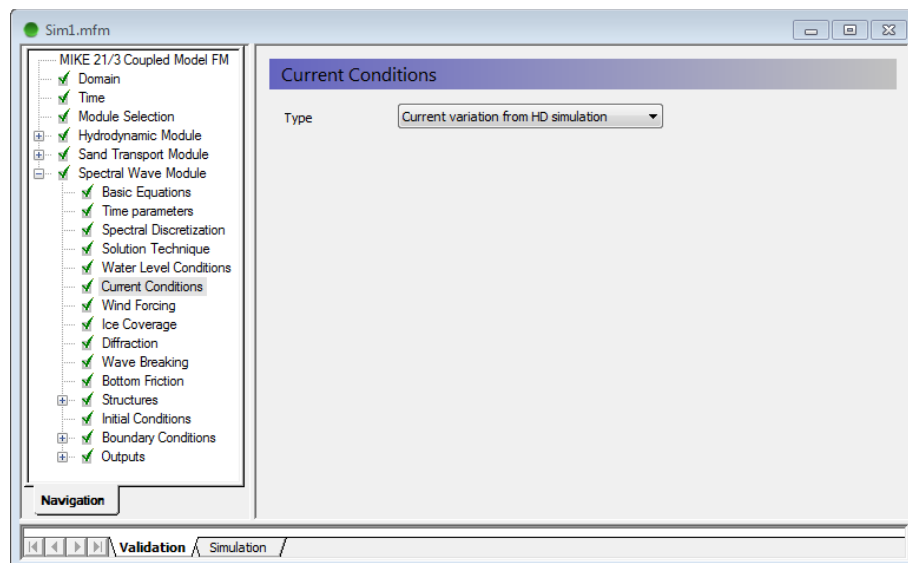 Sim1.mfm
MIKE 21/3 Coupled Model FM
Domain
Time
Module Selection
Hydrodynamic Module
Sand Transport Module
Spectral Wave Module
Basic Equations
Time parameters
Spectral Discretization
Solution Technique
Water Level Conditions
Current Conditions
Wind Forcing
Ice Coverage
Diffraction
Wave Breaking
Bottom Friction
Structures
Initial Conditions
Boundary Conditions
Outputs
Navigation
Current Conditions
Type Current variation from HD simulation
Validation Simulation